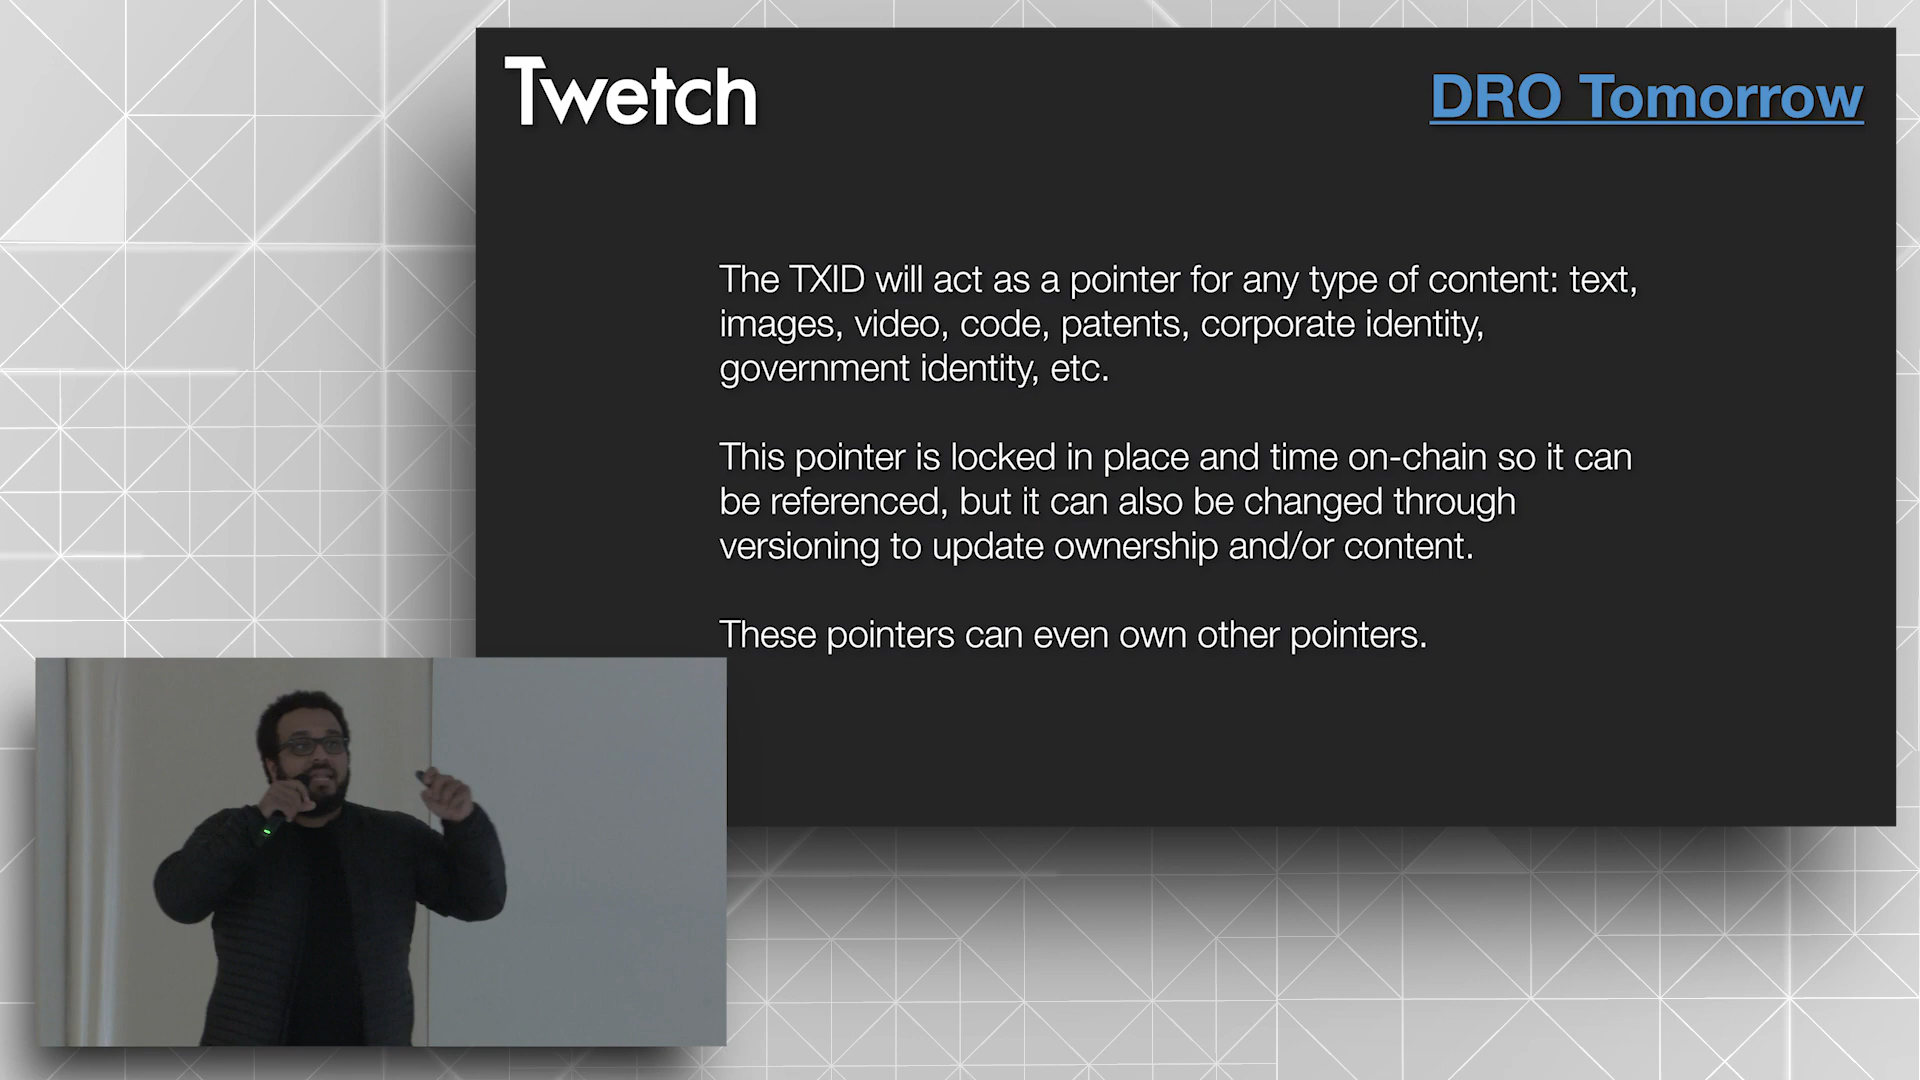 Twetch
DRO Tomorrow
The TXID will act as a pointer for any type of content: text,
images, video, code, patents, corporate identity,
government identity, etc.
This pointer is locked in place and time on-chain so it can
be referenced, but it can also be changed through
versioning to update ownership and/or content.
These pointers can even own other pointers.